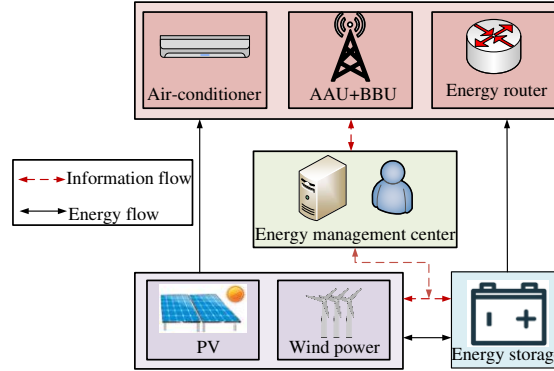 Air-conditioner
AAU+BBU
Energy router
Information flow
Energy flow
Energy management center
PV
Wind power
Energy storag